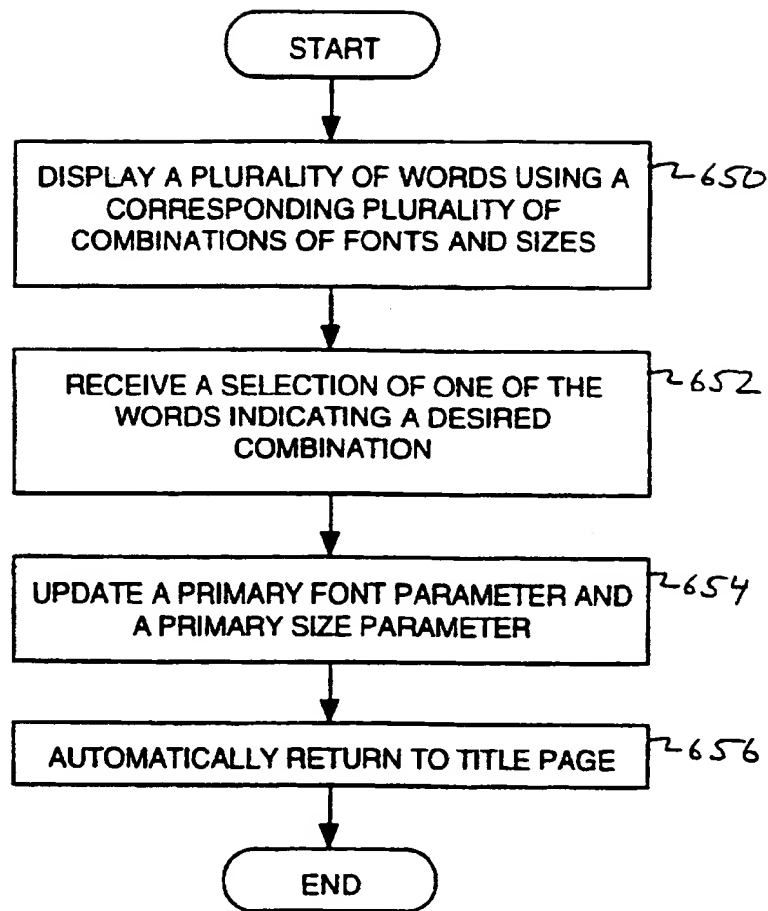 START
DISPLAY A PLURALITY OF WORDS USING A
CORRESPONDING PLURALITY OF
COMBINATIONS OF FONTS AND SIZES
650
RECEIVE A SELECTION OF ONE OF THE
WORDS INDICATING A DESIRED
COMBINATION
652
UPDATE A PRIMARY FONT PARAMETER AND
A PRIMARY SIZE PARAMETER
654
AUTOMATICALLY RETURN TO TITLE PAGE
656
END